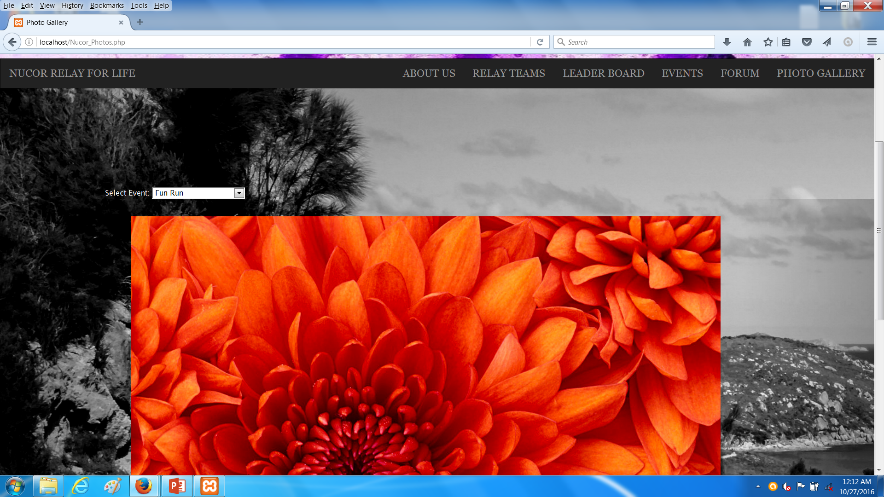 File Edit View History Bookmarks Tools Help
Photo Gallery
localhost/Nucor_Photos.php
Search
NUCOR RELAY FOR LIFE ABOUT US RELAY TEAMS LEADER BOARD EVENTS FORUM PHOTO GALLERY
Select Event: Fun Run
12:12 AM
10/27/2016